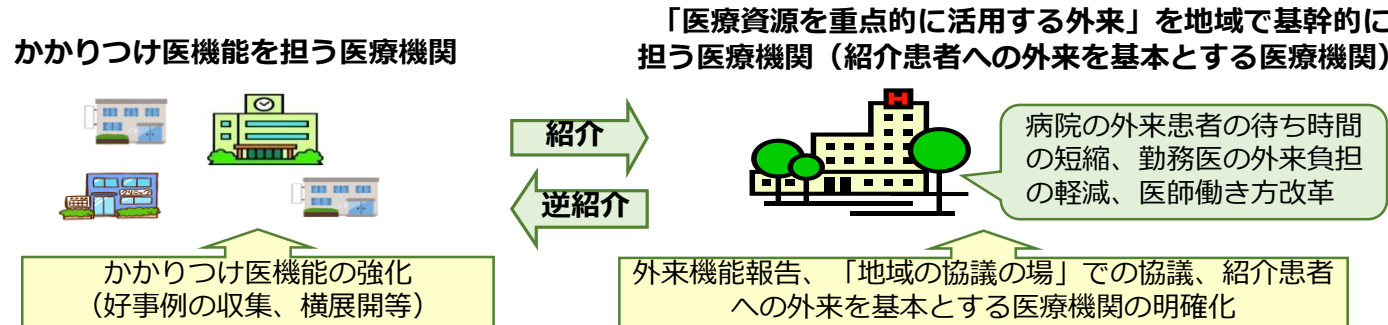 かかりつけ医機能を担う医療機関
「医療資源を重点的に活用する外来」を地域で基幹的に
担う医療機関（紹介患者への外来を基本とする医療機関）
紹介
逆紹介
H
病院の外来患者の待ち時間
の短縮、勤務医の外来負担
の軽減、医師働き方改革
クリニック
かかりつけ医機能の強化
（好事例の収集、横展開等）
外来機能報告、「地域の協議の場」での協議、紹介患者
への外来を基本とする医療機関の明確化